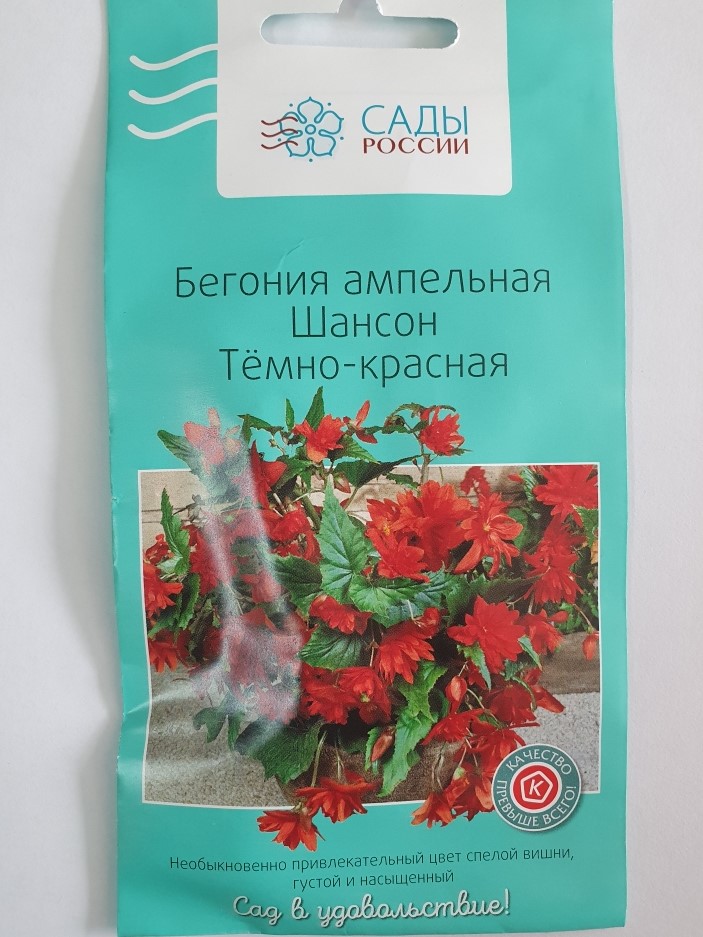 САДЫ
РОССИИ
Бегония ампельная
Шансон
Тёмно-красная
КАЧЕСТВО
К
ПРЕВЫШЕ ВСЕГО!
Необыкновенно привлекательный цвет спелой вишни,
густой и насыщенный
Сад в удовольствие!